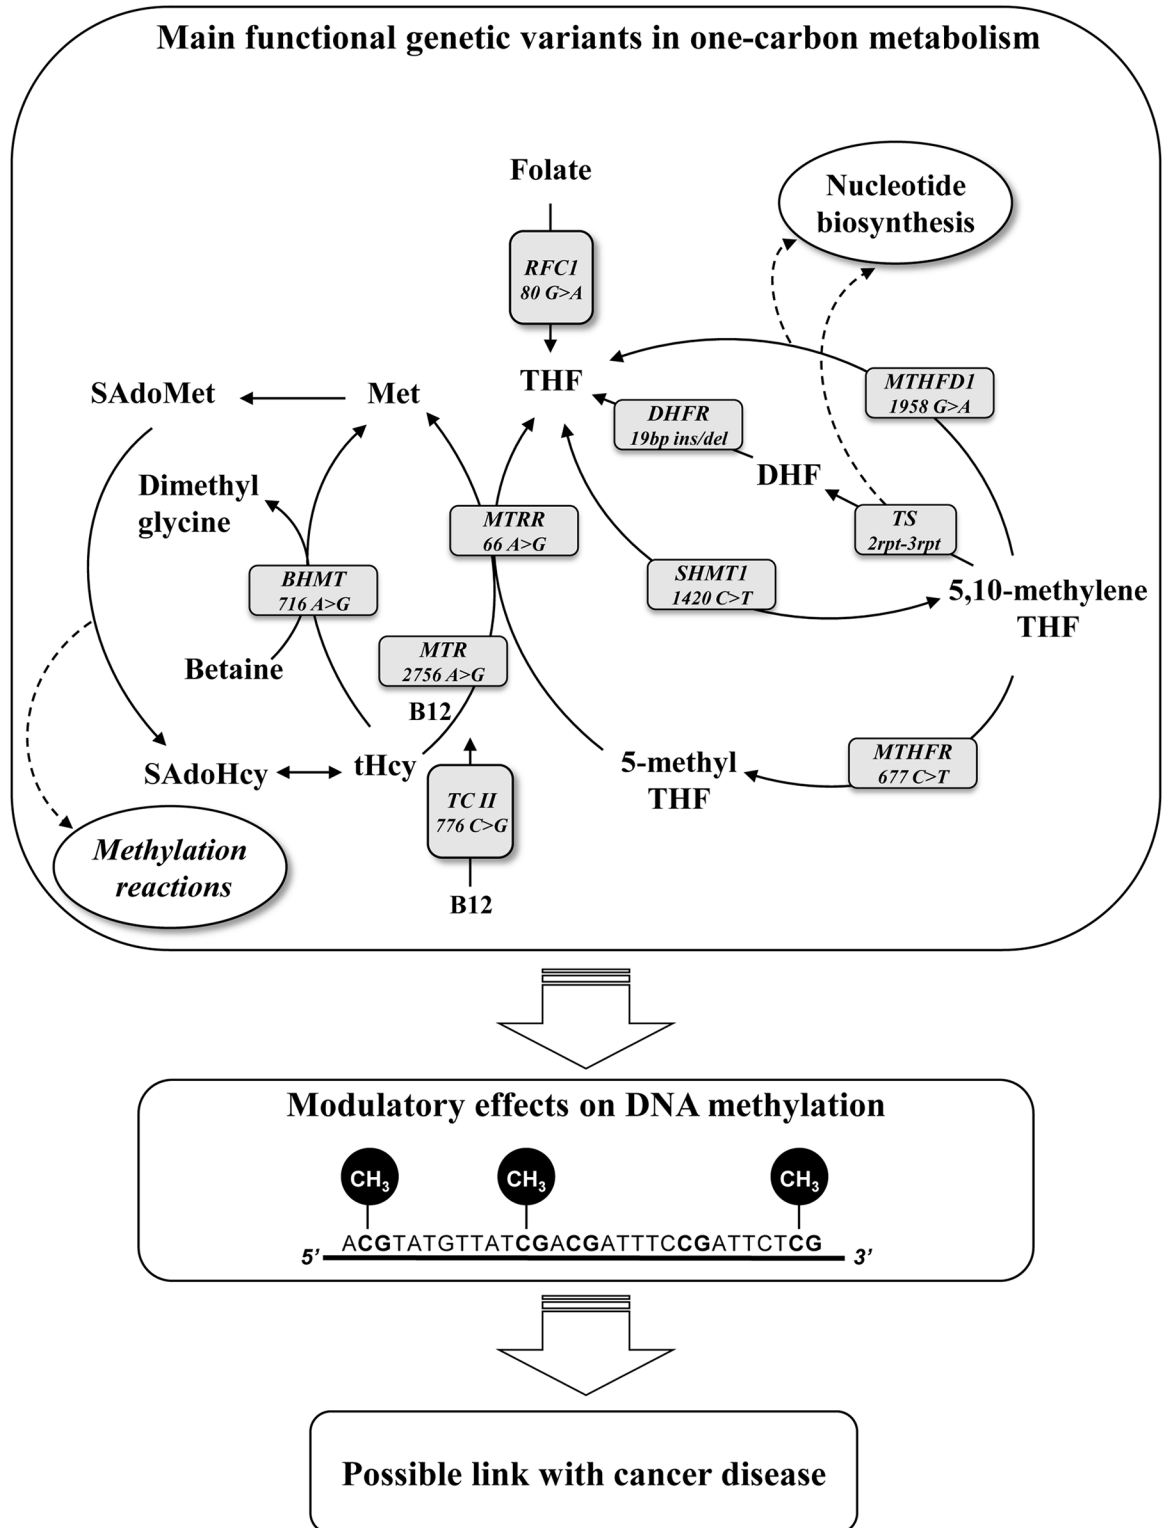 Main functional genetic variants in one-carbon metabolism
Folate
Nucleotide
biosynthesis
RFC1
80 G>A
THF
MTHFD1
1958 G>A
SAdoMet
Met
DHFR
19bp ins/del
DHF
Dimethyl
glycine
MTRR
66 A>G
TS
2rpt-3rpt
BHMT
716 A>G
SHMT1
1420 C>T
5,10-methylene
THF
Betaine
MTR
2756 A>G
B12
SAdoHcy
tHcy
5-methyl
THF
MTHFR
677 C>T
TC II
776 C>G
Methylation
reactions
B12
Modulatory effects on DNA methylation
CH3
CH3
CH3
5’ ACGTATGTTATCGACGATTTCCGATTCTCG 3’
Possible link with cancer disease